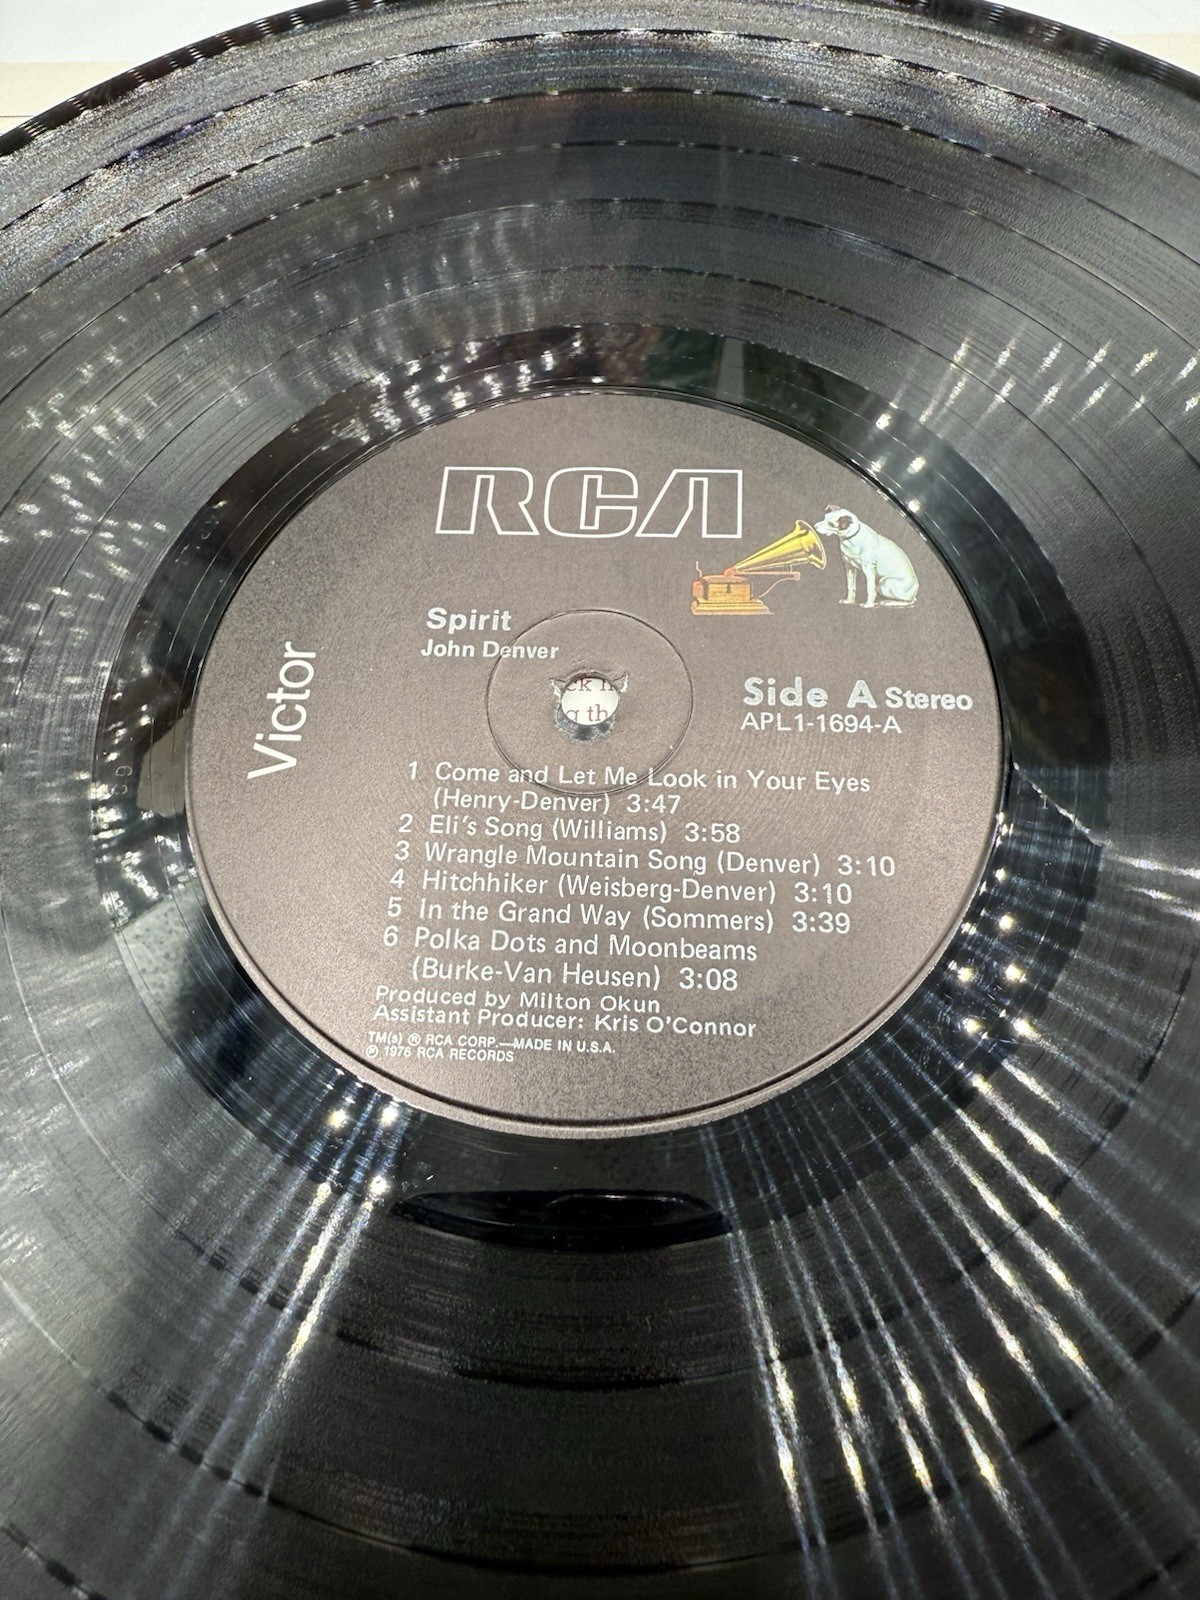 RCA
Victor
Spirit
John Denver
Side A Stereo
APL1-1694-A
1 Come and Let Me Look in Your Eyes
(Henry-Denver) 3:47
2 Eli's Song (Williams) 3:58
3 Wrangle Mountain Song (Denver) 3:10
4 Hitchhiker (Weisberg-Denver) 3:10
5 In the Grand Way (Sommers) 3:39
6 Polka Dots and Moonbeams
(Burke-Van Heusen) 3:08
Produced by Milton Okun
Assistant Producer: Kris O'Connor
TM(s) ® RCA CORP.—MADE IN U.S.A.
℗ 1976 RCA RECORDS